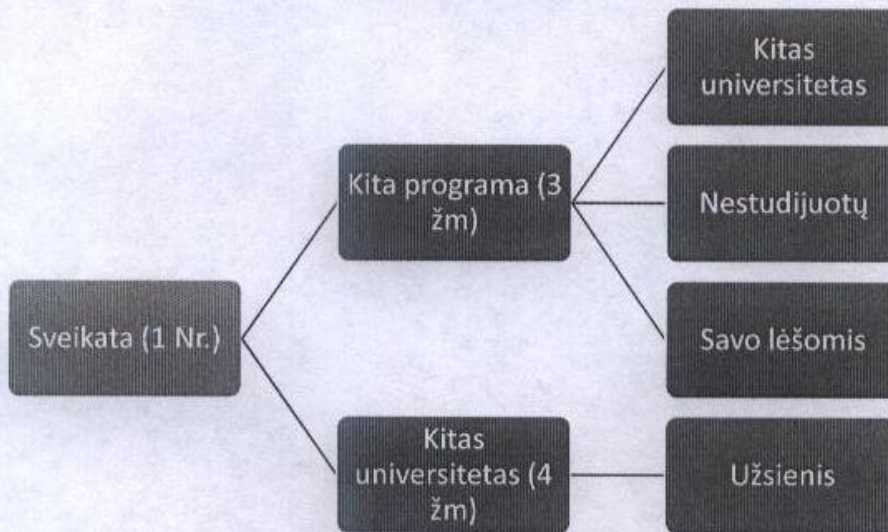 Kitas
universitetas
Kita programa (3
žm)
Nestudijuotų
Sveikata (1 Nr.)
Savo lėšomis
Kitas
universitetas (4
žm)
Užsienis